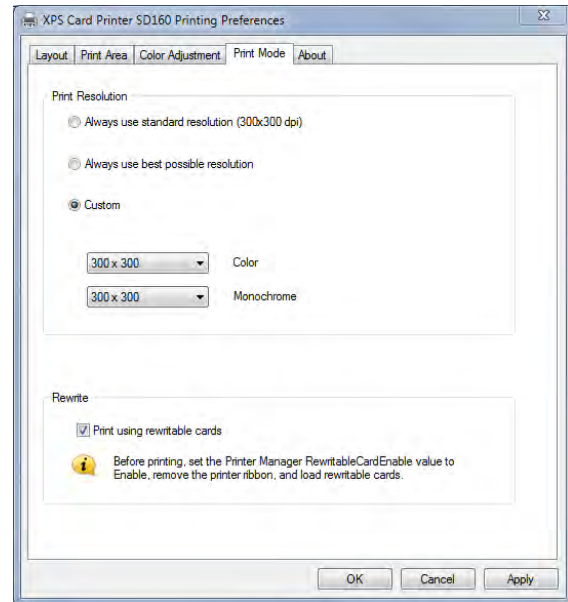 XPS Card Printer SD160 Printing Preferences
Layout Print Area Color Adjustment Print Mode About
Print Resolution
Always use standard resolution (300x300 dpi)
Always use best possible resolution
Custom
300 x 300 Color
300 x 300 Monochrome
Rewrite
Print using rewritable cards
Before printing, set the Printer Manager RewritableCardEnable value to
Enable, remove the printer ribbon, and load rewritable cards.
OK Cancel Apply